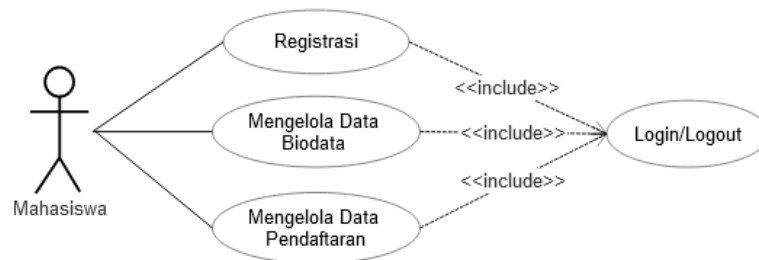 Registrasi
<<include>>
Mengelola Data
Biodata
<<include>>
Login/Logout
<<include>>
Mahasiswa
Mengelola Data
Pendaftaran